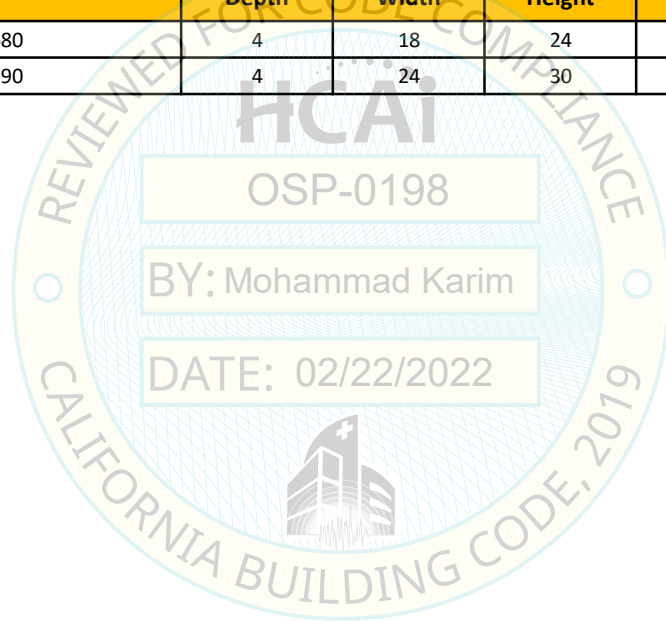 Depth Width Height
80 4 18 24
90 4 24 30
REVIEWED FOR CODE COMPLIANCE
HCAi
OSP-0198
BY: Mohammad Karim
DATE: 02/22/2022
CALIFORNIA BUILDING CODE, 2019